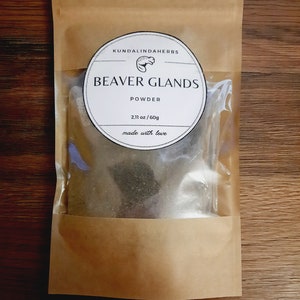 KUNDALINDAHERBS
BEAVER GLANDS
POWDER
2.11 oz / 60g
made with love